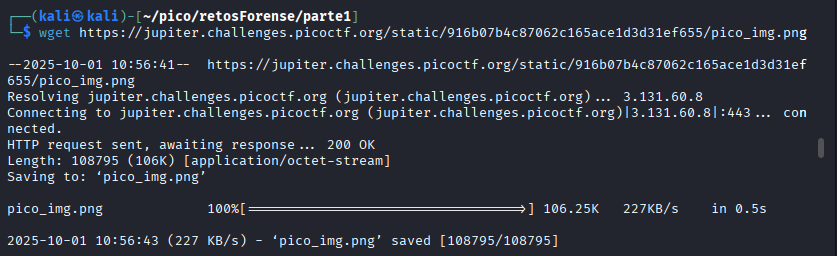 ┌──(kali㉿kali)-[~/pico/retosForense/parte1]
└─$ wget https://jupiter.challenges.picoctf.org/static/916b07b4c87062c165ace1d3d31ef655/pico_img.png
--2025-10-01 10:56:41--  https://jupiter.challenges.picoctf.org/static/916b07b4c87062c165ace1d3d31ef
655/pico_img.png
Resolving jupiter.challenges.picoctf.org (jupiter.challenges.picoctf.org)... 3.131.60.8
Connecting to jupiter.challenges.picoctf.org (jupiter.challenges.picoctf.org)|3.131.60.8|:443... con
nected.
HTTP request sent, awaiting response... 200 OK
Length: 108795 (106K) [application/octet-stream]
Saving to: ‘pico_img.png’
pico_img.png 100%[===================================>] 106.25K 227KB/s in 0.5s
2025-10-01 10:56:43 (227 KB/s) - ‘pico_img.png’ saved [108795/108795]